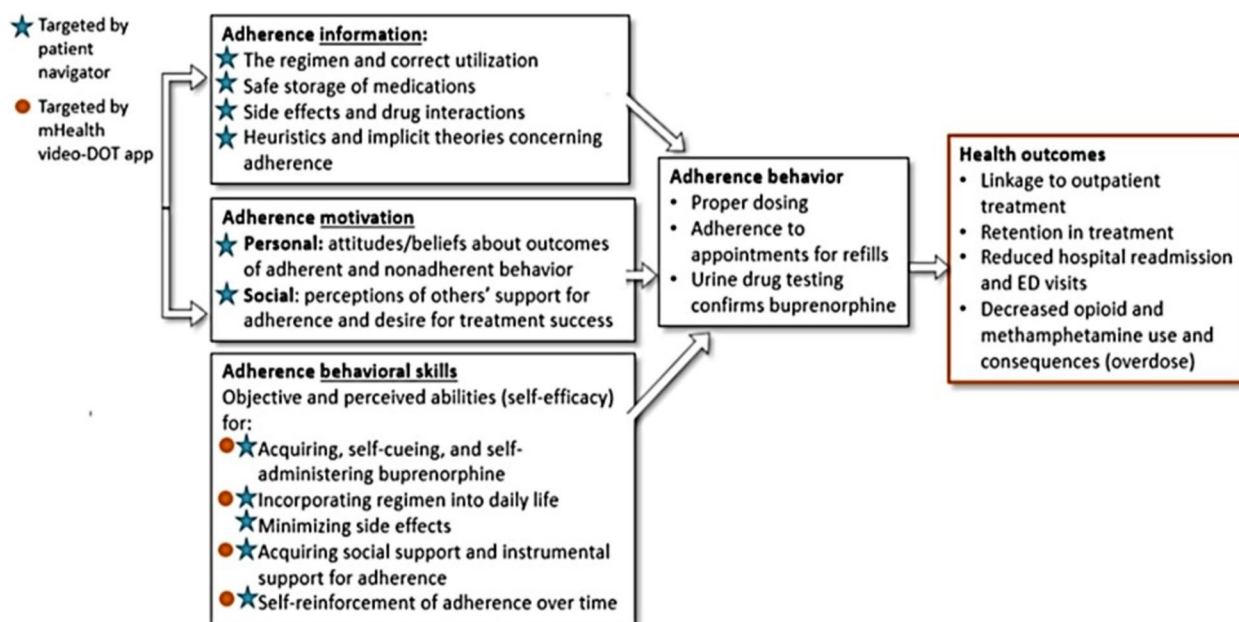 Targeted by
patient
navigator
Targeted by
mHealth
video-DOT app
Adherence information:
The regimen and correct utilization
Safe storage of medications
Side effects and drug interactions
Heuristics and implicit theories concerning
adherence
Adherence motivation
Personal: attitudes/beliefs about outcomes
of adherent and nonadherent behavior
Social: perceptions of others' support for
adherence and desire for treatment success
Adherence behavioral skills
Objective and perceived abilities (self-efficacy)
for:
Acquiring, self-cueing, and self-
administering buprenorphine
Incorporating regimen into daily life
Minimizing side effects
Acquiring social support and instrumental
support for adherence
Self-reinforcement of adherence over time
Adherence behavior
• Proper dosing
• Adherence to
appointments for refills
• Urine drug testing
confirms buprenorphine
Health outcomes
• Linkage to outpatient
treatment
• Retention in treatment
• Reduced hospital readmission
and ED visits
• Decreased opioid and
methamphetamine use and
consequences (overdose)